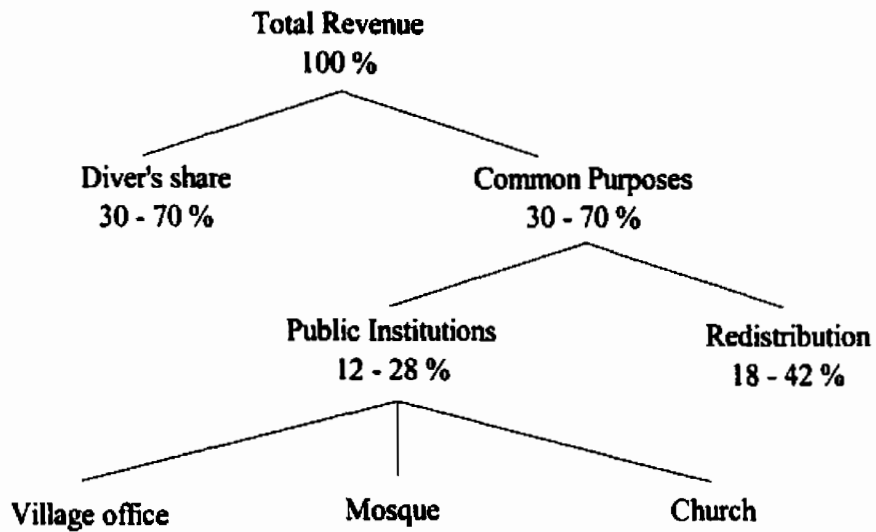 Total Revenue
100 %
Diver's share
30 - 70 %
Common Purposes
30 - 70 %
Public Institutions
12 - 28 %
Redistribution
18 - 42 %
Village office
Mosque
Church